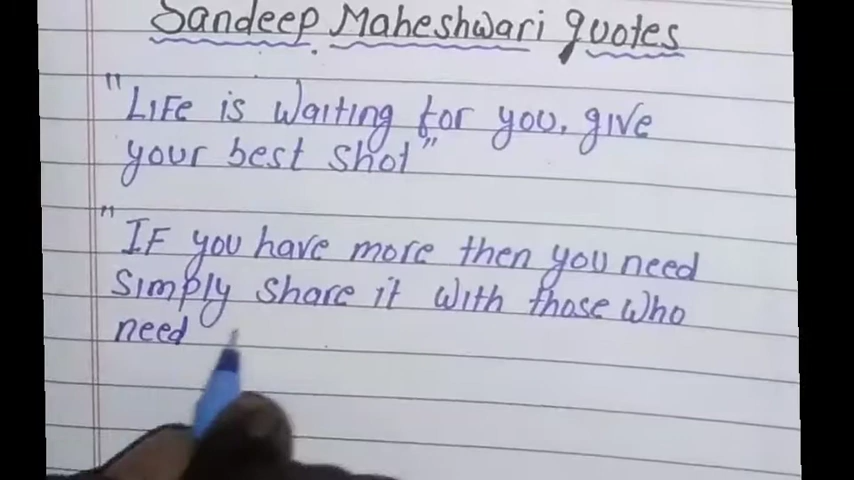 Sandeep Maheshwari quotes
"Life is waiting for you, give
your best shot"
"If you have more then you need
Simply share it with those who
need